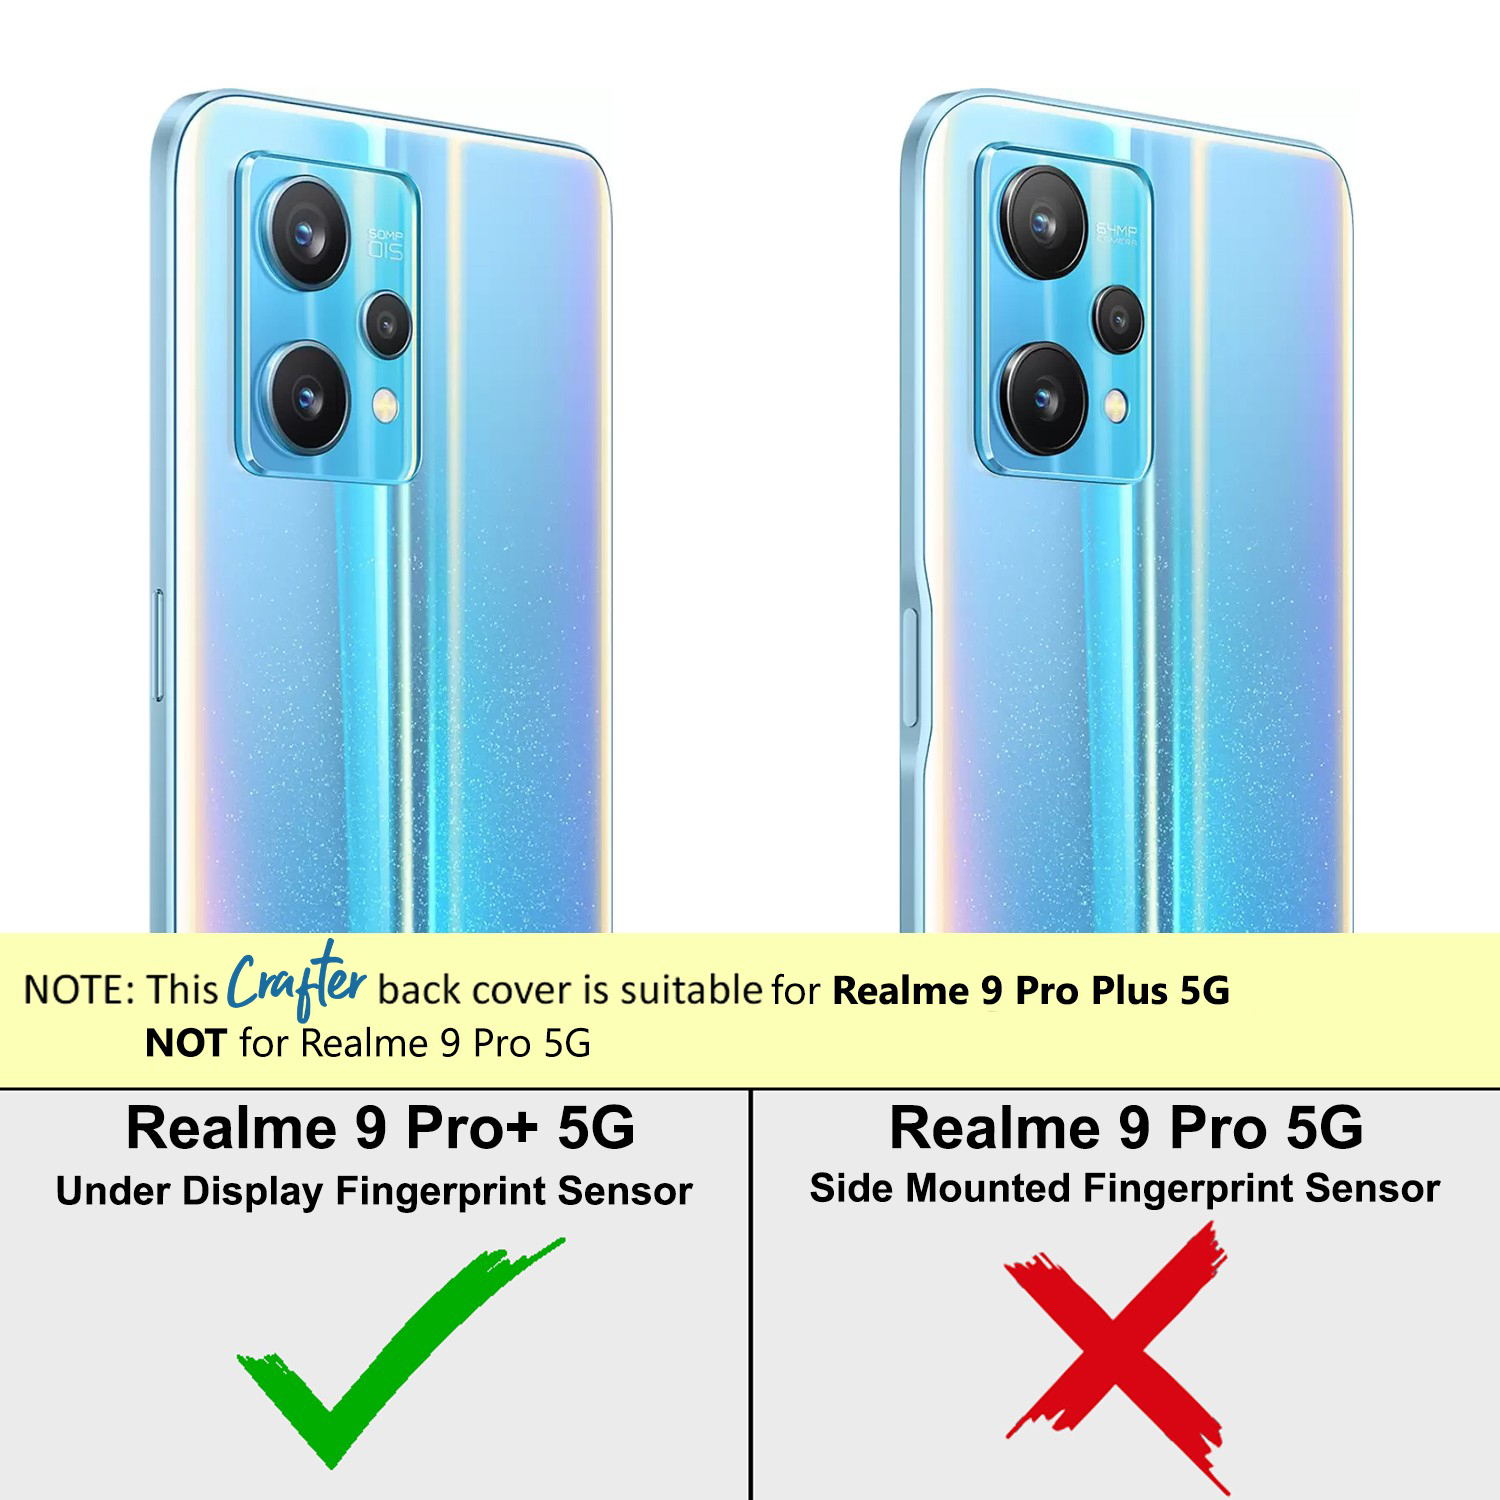 50MP
OIS
64MP
CAMERA
NOTE: This Crafter back cover is suitable for Realme 9 Pro Plus 5G
NOT for Realme 9 Pro 5G
Realme 9 Pro+ 5G
Under Display Fingerprint Sensor
Realme 9 Pro 5G
Side Mounted Fingerprint Sensor